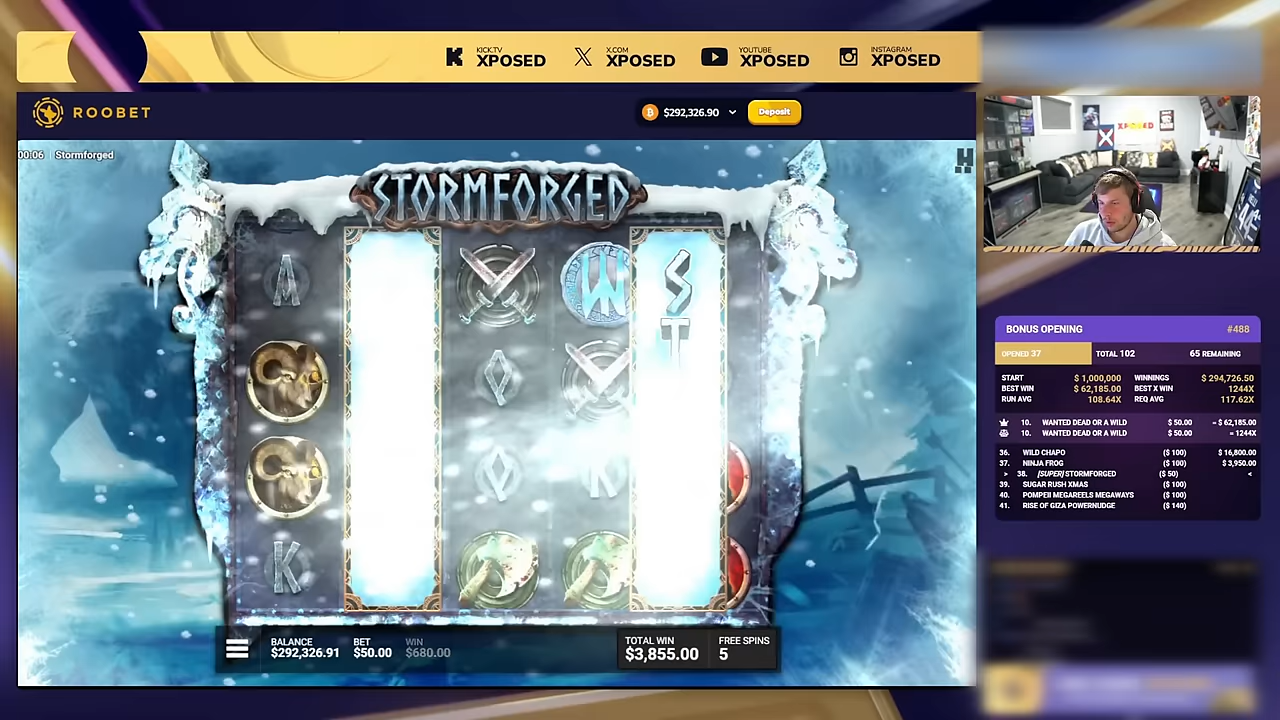 KICK.TV
XPOSED
X.COM
XPOSED
YOUTUBE
XPOSED
INSTAGRAM
XPOSED
ROOBET
$292,326.90
Deposit
00:06 Stormforged
STORMFORGED
XPOSED
BONUS OPENING #488
OPENED 37 TOTAL 102 65 REMAINING
START $ 1,000,000 WINNINGS $ 294,726.50
BEST WIN $ 62,185.00 BEST X WIN 1244X
RUN AVG 108.64X REQ AVG 117.62X
10. WANTED DEAD OR A WILD $ 50.00 = $ 62,185.00
10. WANTED DEAD OR A WILD $ 50.00 = 1244X
36. WILD CHAPO ($ 100) $ 16,800.00
37. NINJA FROG ($ 100) $ 3,950.00
> 38. /SUPER/ STORMFORGED ($ 50) <
39. SUGAR RUSH XMAS ($ 100)
40. POMPEII MEGAREELS MEGAWAYS ($ 100)
41. RISE OF GIZA POWERNUDGE ($ 140)
A
K
K
S
T
BALANCE
$292,326.91
BET
$50.00
WIN
$680.00
TOTAL WIN
$3,855.00
FREE SPINS
5